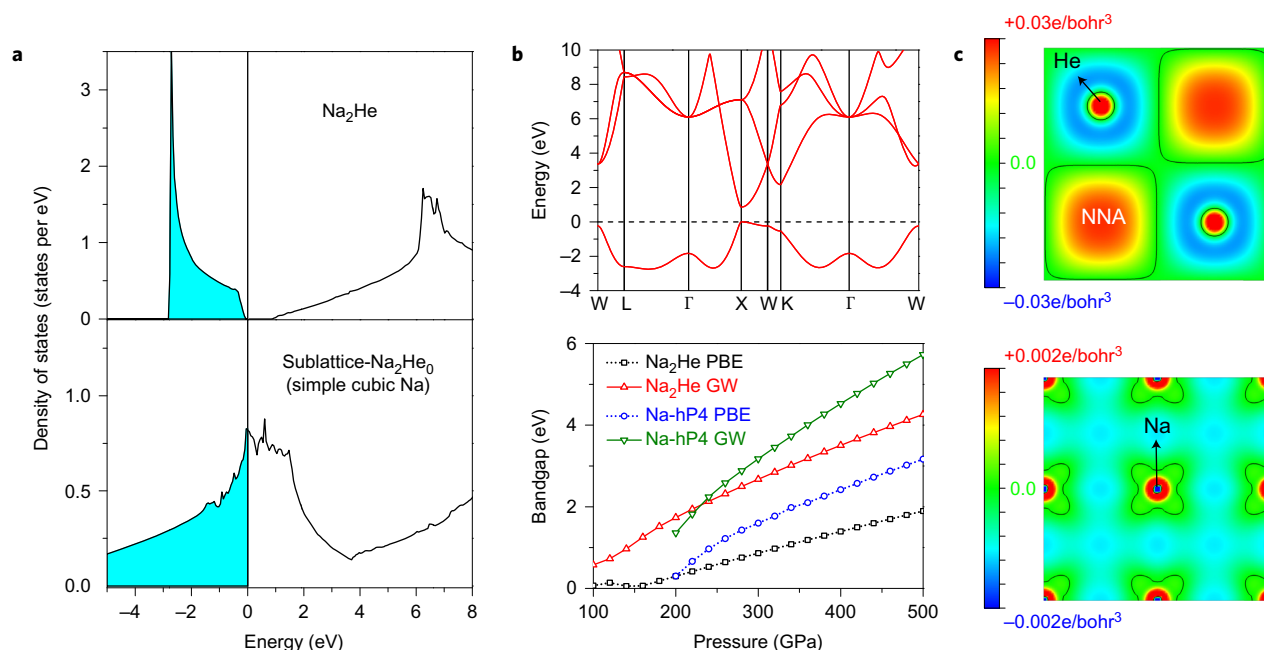 a
Density of states (states per eV)
3
2
1
0
Na₂He
1.0
0.5
0.0
Sublattice-Na₂He₀
(simple cubic Na)
–4 –2 0 2 4 6 8
Energy (eV)
b
Energy (eV)
10
8
6
4
2
0
–2
–4
W L Γ X W K Γ W
Bandgap (eV)
6
4
2
0
Na₂He PBE
Na₂He GW
Na-hP4 PBE
Na-hP4 GW
100 200 300 400 500
Pressure (GPa)
c
+0.03e/bohr³
0.0
–0.03e/bohr³
He
NNA
+0.002e/bohr³
0.0
–0.002e/bohr³
Na